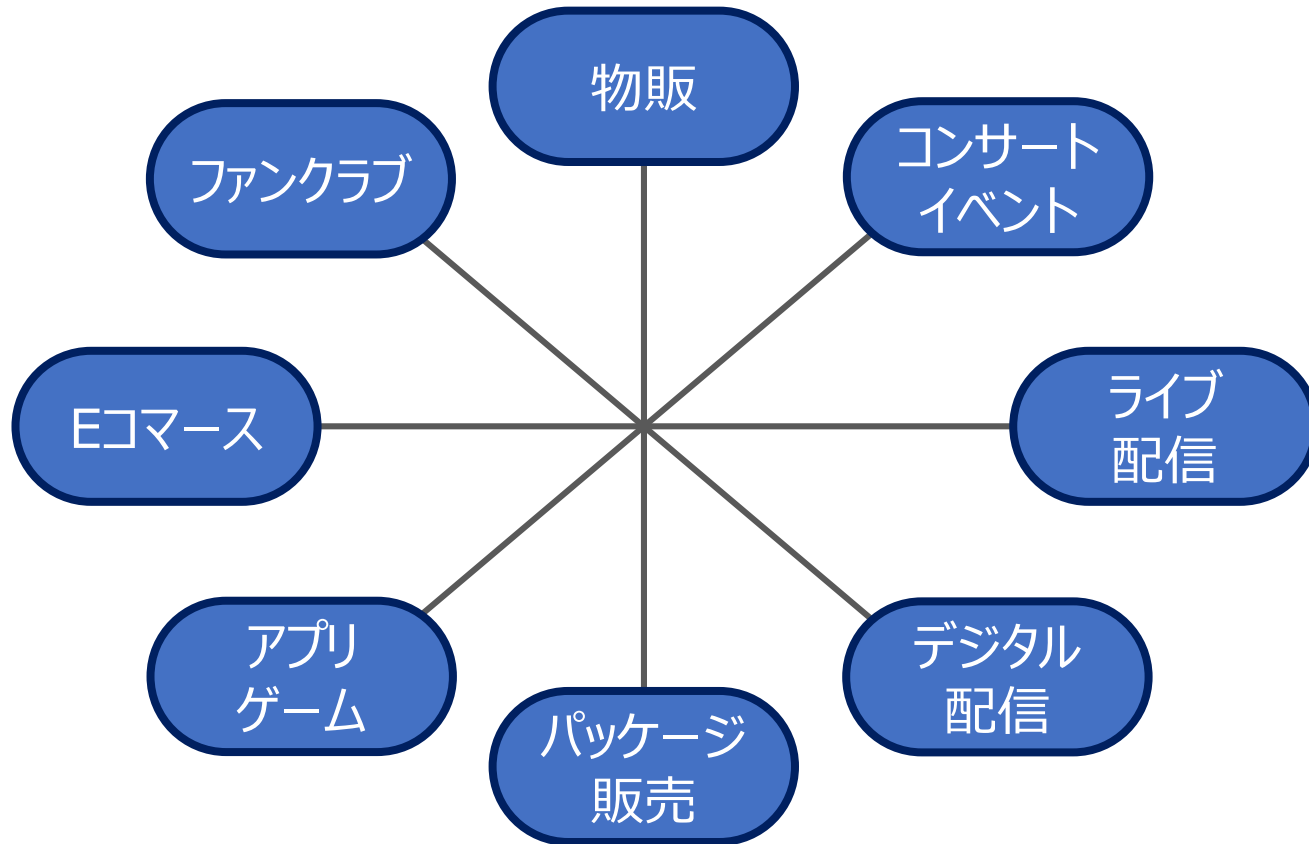 物販
コンサート
イベント
ファンクラブ
ライブ
配信
Eコマース
デジタル
配信
アプリ
ゲーム
パッケージ
販売